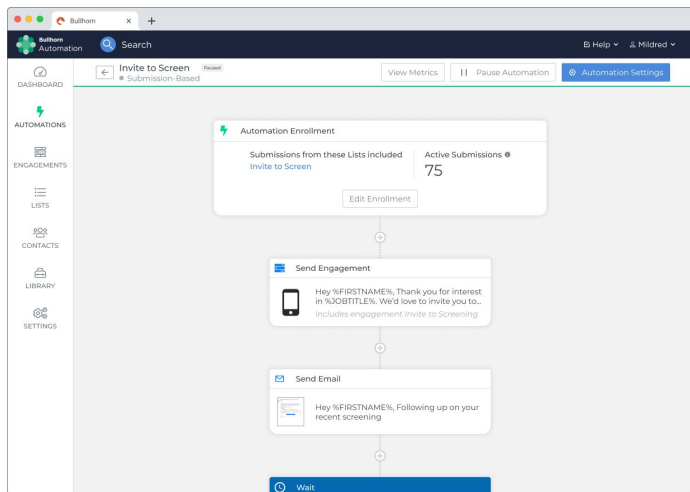 Bullhorn
Bullhorn
Automation
Search
Help
Mildred
Invite to Screen
Paused
Submission-Based
View Metrics
Pause Automation
Automation Settings
DASHBOARD
AUTOMATIONS
ENGAGEMENTS
LISTS
CONTACTS
LIBRARY
SETTINGS
Automation Enrollment
Submissions from these Lists included
Invite to Screen
Active Submissions
75
Edit Enrollment
Send Engagement
Hey %FIRSTNAME%, Thank you for interest
in %JOBTITLE%. We'd love to invite you to...
includes engagement Invite to Screening
Send Email
Hey %FIRSTNAME%, Following up on your
recent screening
Wait